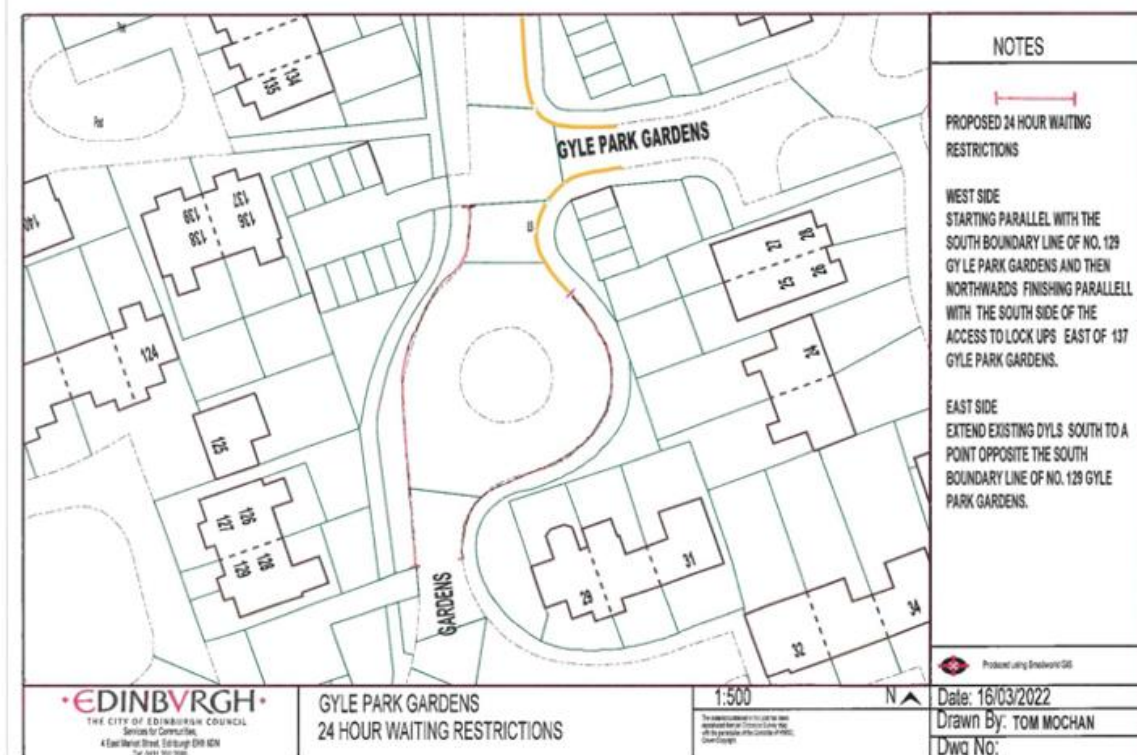 135
134
GYLE PARK GARDENS
137
136
139
138
140
124
125
127
126
129
128
28
27
26
25
24
29
31
32
34
GARDENS
NOTES
PROPOSED 24 HOUR WAITING
RESTRICTIONS
WEST SIDE
STARTING PARALLEL WITH THE
SOUTH BOUNDARY LINE OF NO. 129
GY LE PARK GARDENS AND THEN
NORTHWARDS FINISHING PARALLELL
WITH THE SOUTH SIDE OF THE
ACCESS TO LOCK UPS EAST OF 137
GYLE PARK GARDENS.
EAST SIDE
EXTEND EXISTING DYLS SOUTH TO A
POINT OPPOSITE THE SOUTH
BOUNDARY LINE OF NO. 129 GYLE
PARK GARDENS.
Produced using Smallworld GIS
·EDINBVRGH·
THE CITY OF EDINBURGH COUNCIL
Services for Communities,
GYLE PARK GARDENS
24 HOUR WAITING RESTRICTIONS
1:500
N
Date: 16/03/2022
Drawn By: TOM MOCHAN
Dwg No: